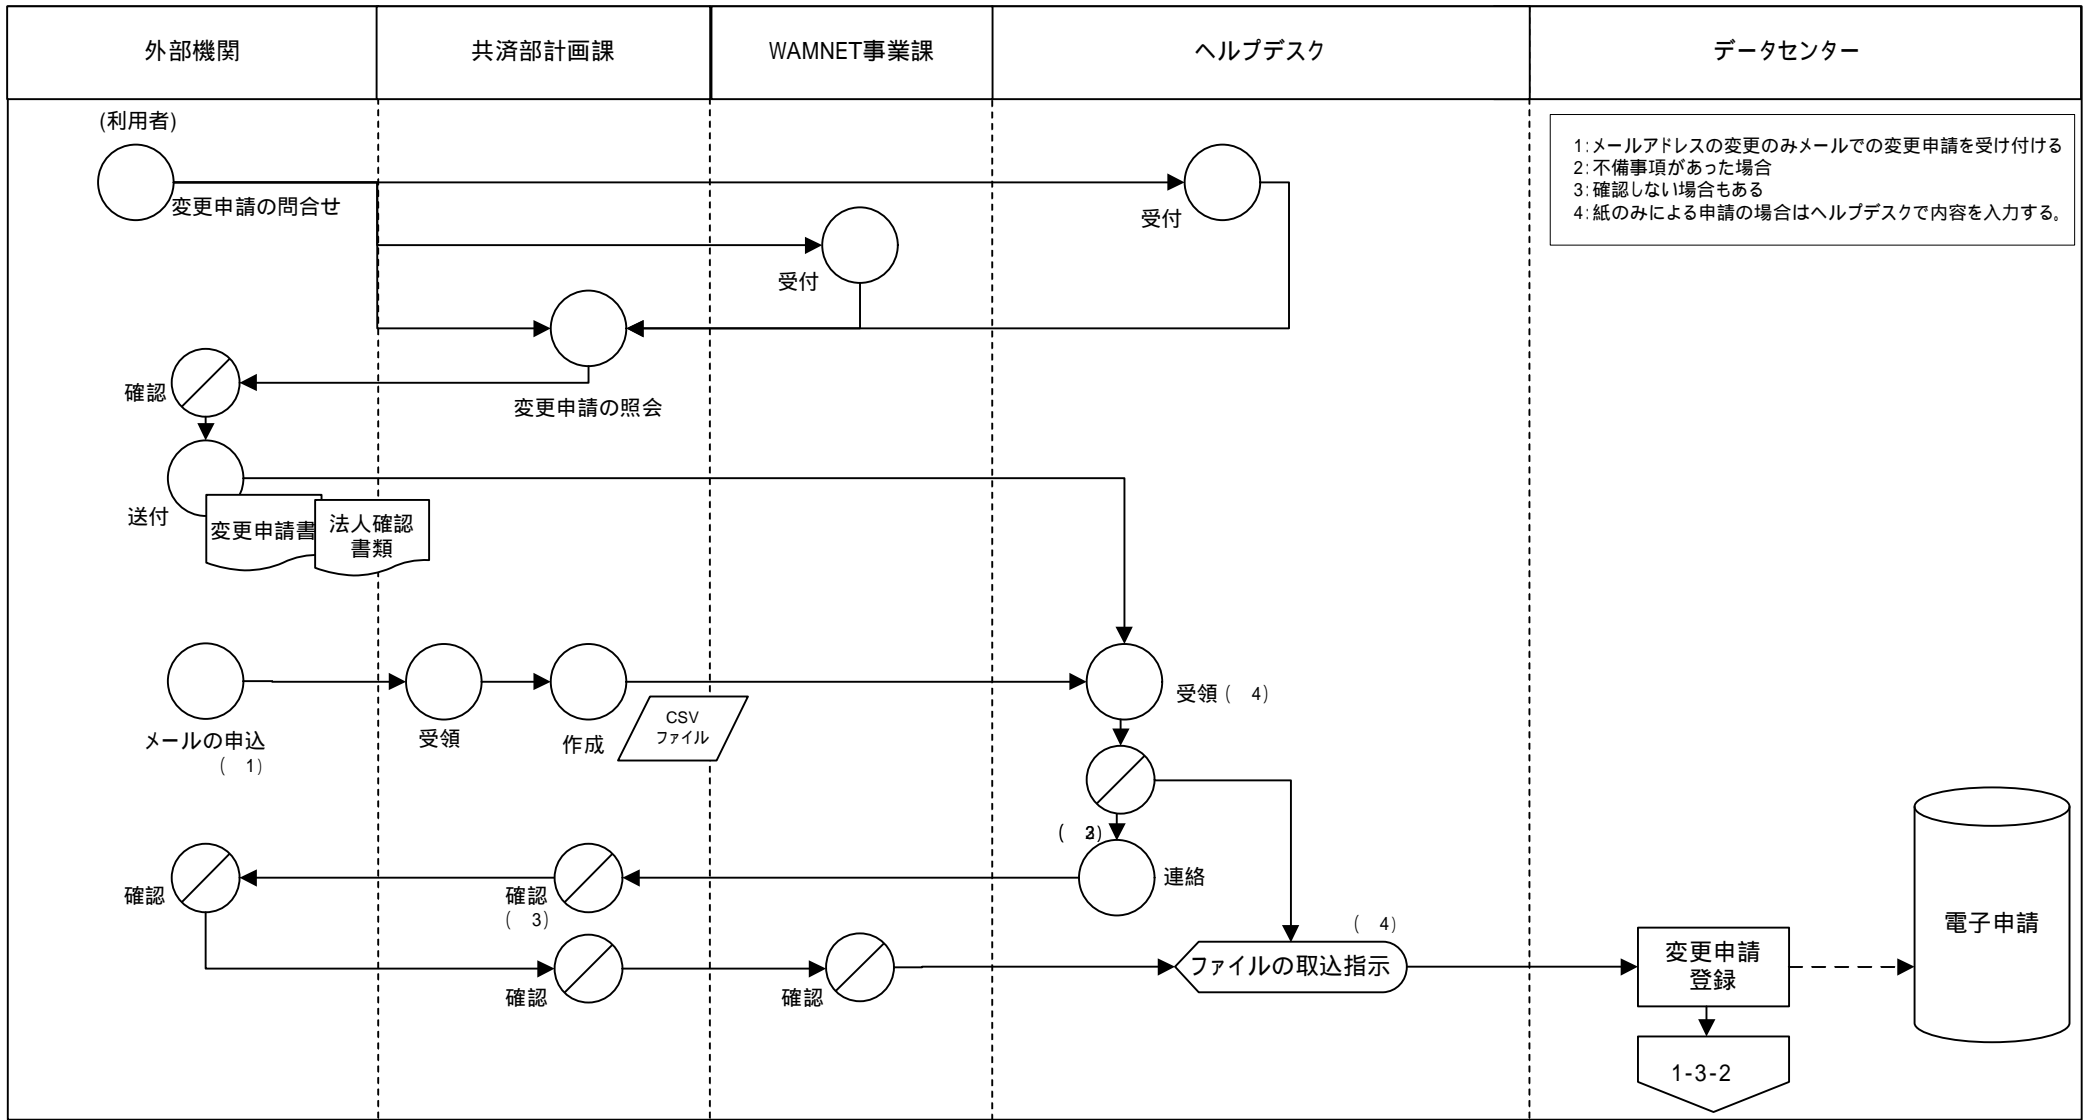 外部機関
共済部計画課
WAMNET事業課
ヘルプデスク
データセンター
(利用者)
変更申請の問合せ
受付
受付
1:メールアドレスの変更のみメールでの変更申請を受け付ける
2:不備事項があった場合
3:確認しない場合もある
4:紙のみによる申請の場合はヘルプデスクで内容を入力する。
確認
変更申請の照会
送付
変更申請書
法人確認
書類
メールの申込
( 1)
受領
作成
CSV
ファイル
受領( 4)
確認
確認
( 3)
連絡
( 4)
確認
確認
ファイルの取込指示
変更申請
登録
電子申請
1-3-2